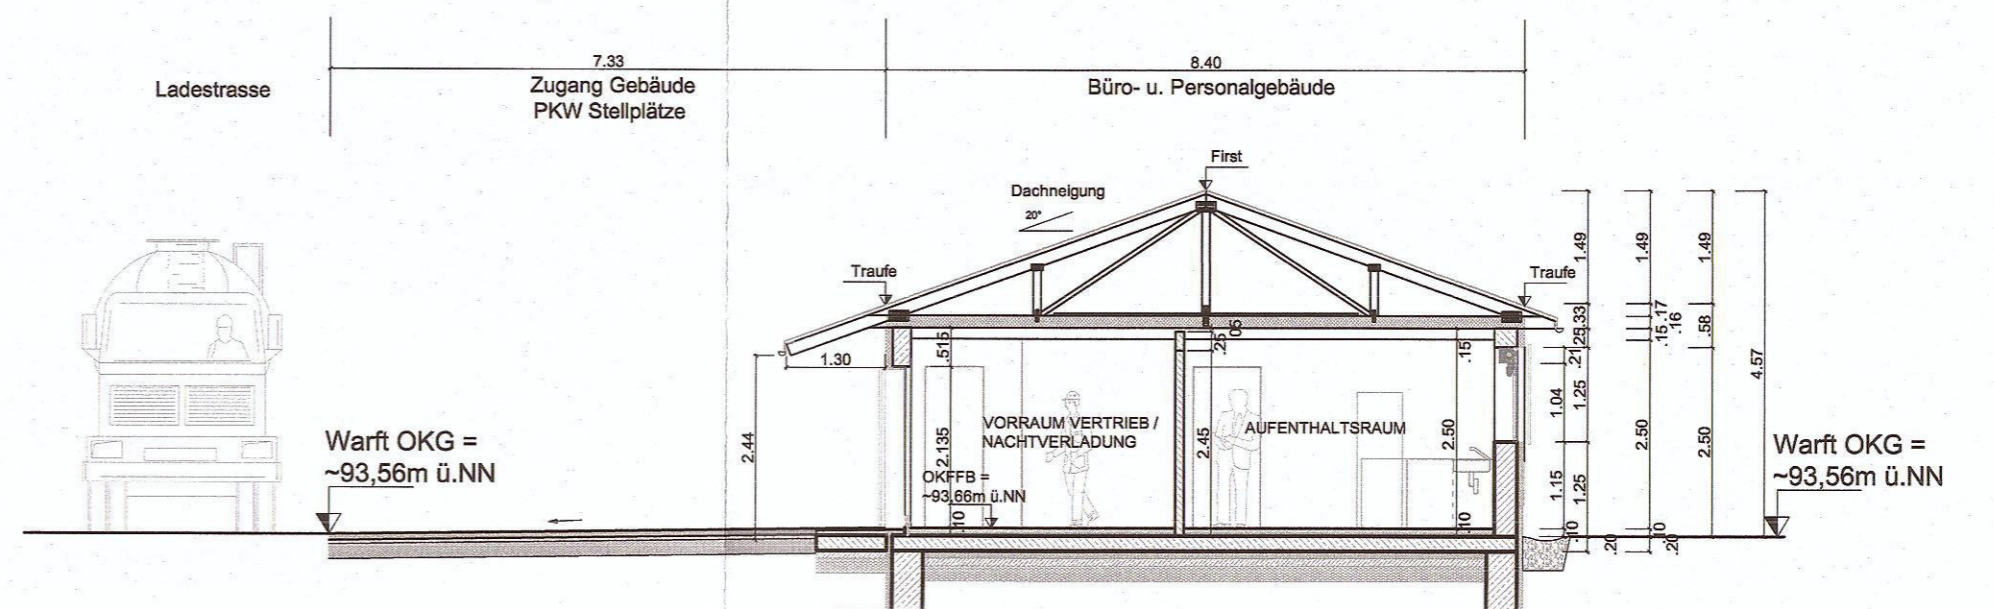 7.33
8.40
Ladestrasse
Zugang Gebäude
PKW Stellplätze
Büro- u. Personalgebäude
First
Dachneigung
20°
Traufe
Traufe
1.49
1.49
1.49
.33
.17
.16
.15
.58
.25
.21
4.57
1.30
.515
.25
05
.15
1.04
1.25
2.44
2.135
2.45
2.50
2.50
2.50
VORRAUM VERTRIEB /
NACHTVERLADUNG
AUFENTHALTSRAUM
Warft OKG =
~93,56m ü.NN
Warft OKG =
~93,56m ü.NN
OKFFB =
~93,66m ü.NN
1.15
1.25
.10
.10
.10
.20
.10
.20